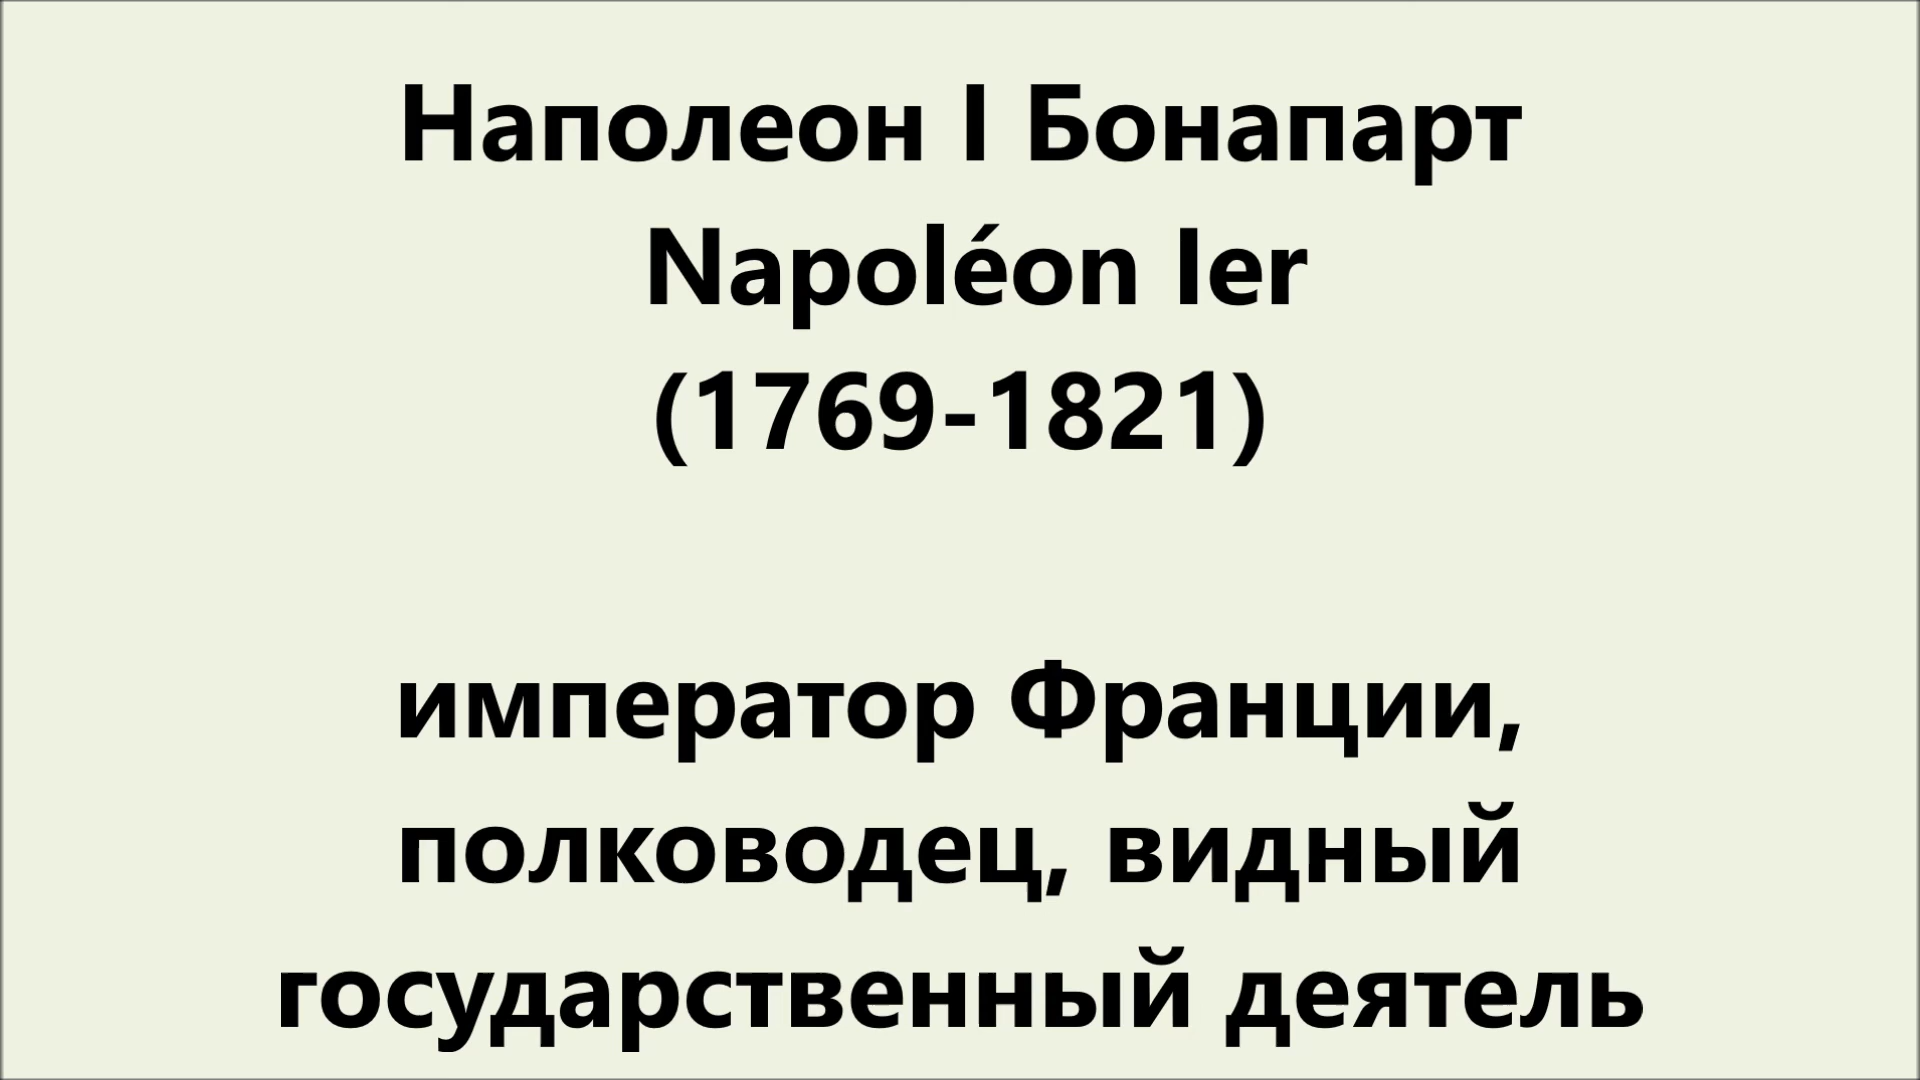 Наполеон I Бонапарт
Napoléon Ier
(1769-1821)
император Франции,
полководец, видный
государственный деятель